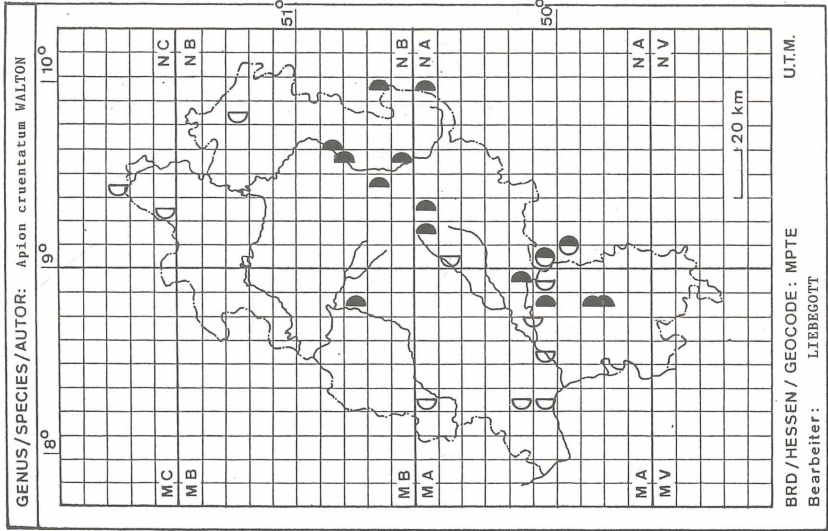 GENUS/SPECIES/AUTOR: Apion cruentatum WALTON
8° 9° 10°
MC NC
MB NB
51°
MB NB
MA NA
50°
MA NA
MV NV
20 km
BRD/HESSEN/GEOCODE: MPTE U.T.M.
Bearbeiter: LIEBEGOTT